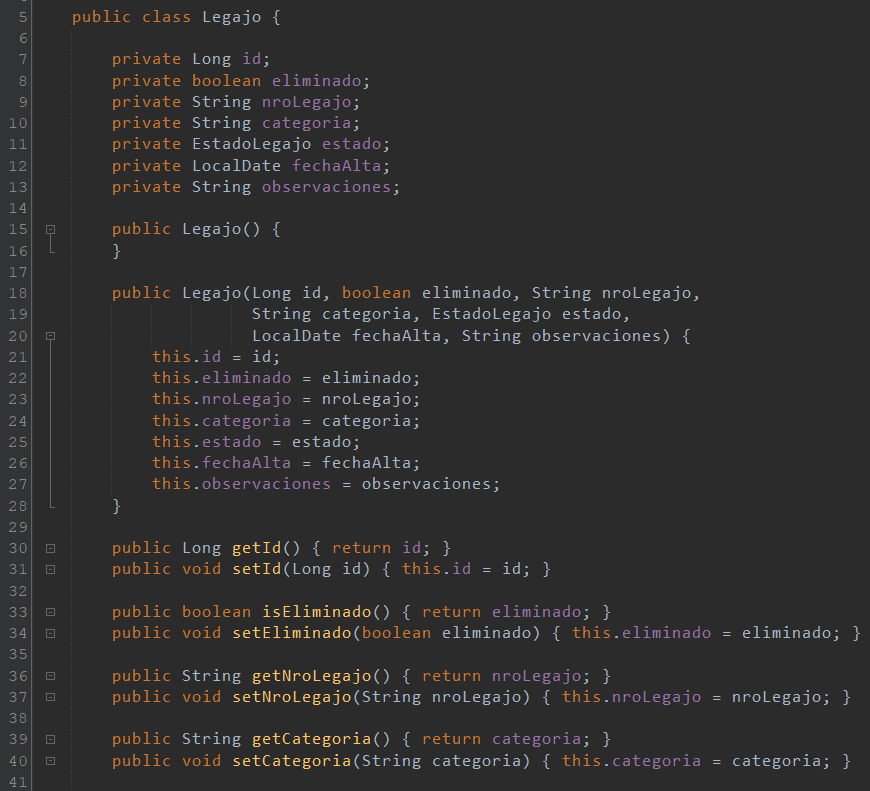 5 public class Legajo {
6
7 private Long id;
8 private boolean eliminado;
9 private String nroLegajo;
10 private String categoria;
11 private EstadoLegajo estado;
12 private LocalDate fechaAlta;
13 private String observaciones;
14
15 public Legajo() {
16 }
17
18 public Legajo(Long id, boolean eliminado, String nroLegajo,
19 String categoria, EstadoLegajo estado,
20 LocalDate fechaAlta, String observaciones) {
21 this.id = id;
22 this.eliminado = eliminado;
23 this.nroLegajo = nroLegajo;
24 this.categoria = categoria;
25 this.estado = estado;
26 this.fechaAlta = fechaAlta;
27 this.observaciones = observaciones;
28 }
29
30 public Long getId() { return id; }
31 public void setId(Long id) { this.id = id; }
32
33 public boolean isEliminado() { return eliminado; }
34 public void setEliminado(boolean eliminado) { this.eliminado = eliminado; }
35
36 public String getNroLegajo() { return nroLegajo; }
37 public void setNroLegajo(String nroLegajo) { this.nroLegajo = nroLegajo; }
38
39 public String getCategoria() { return categoria; }
40 public void setCategoria(String categoria) { this.categoria = categoria; }
41